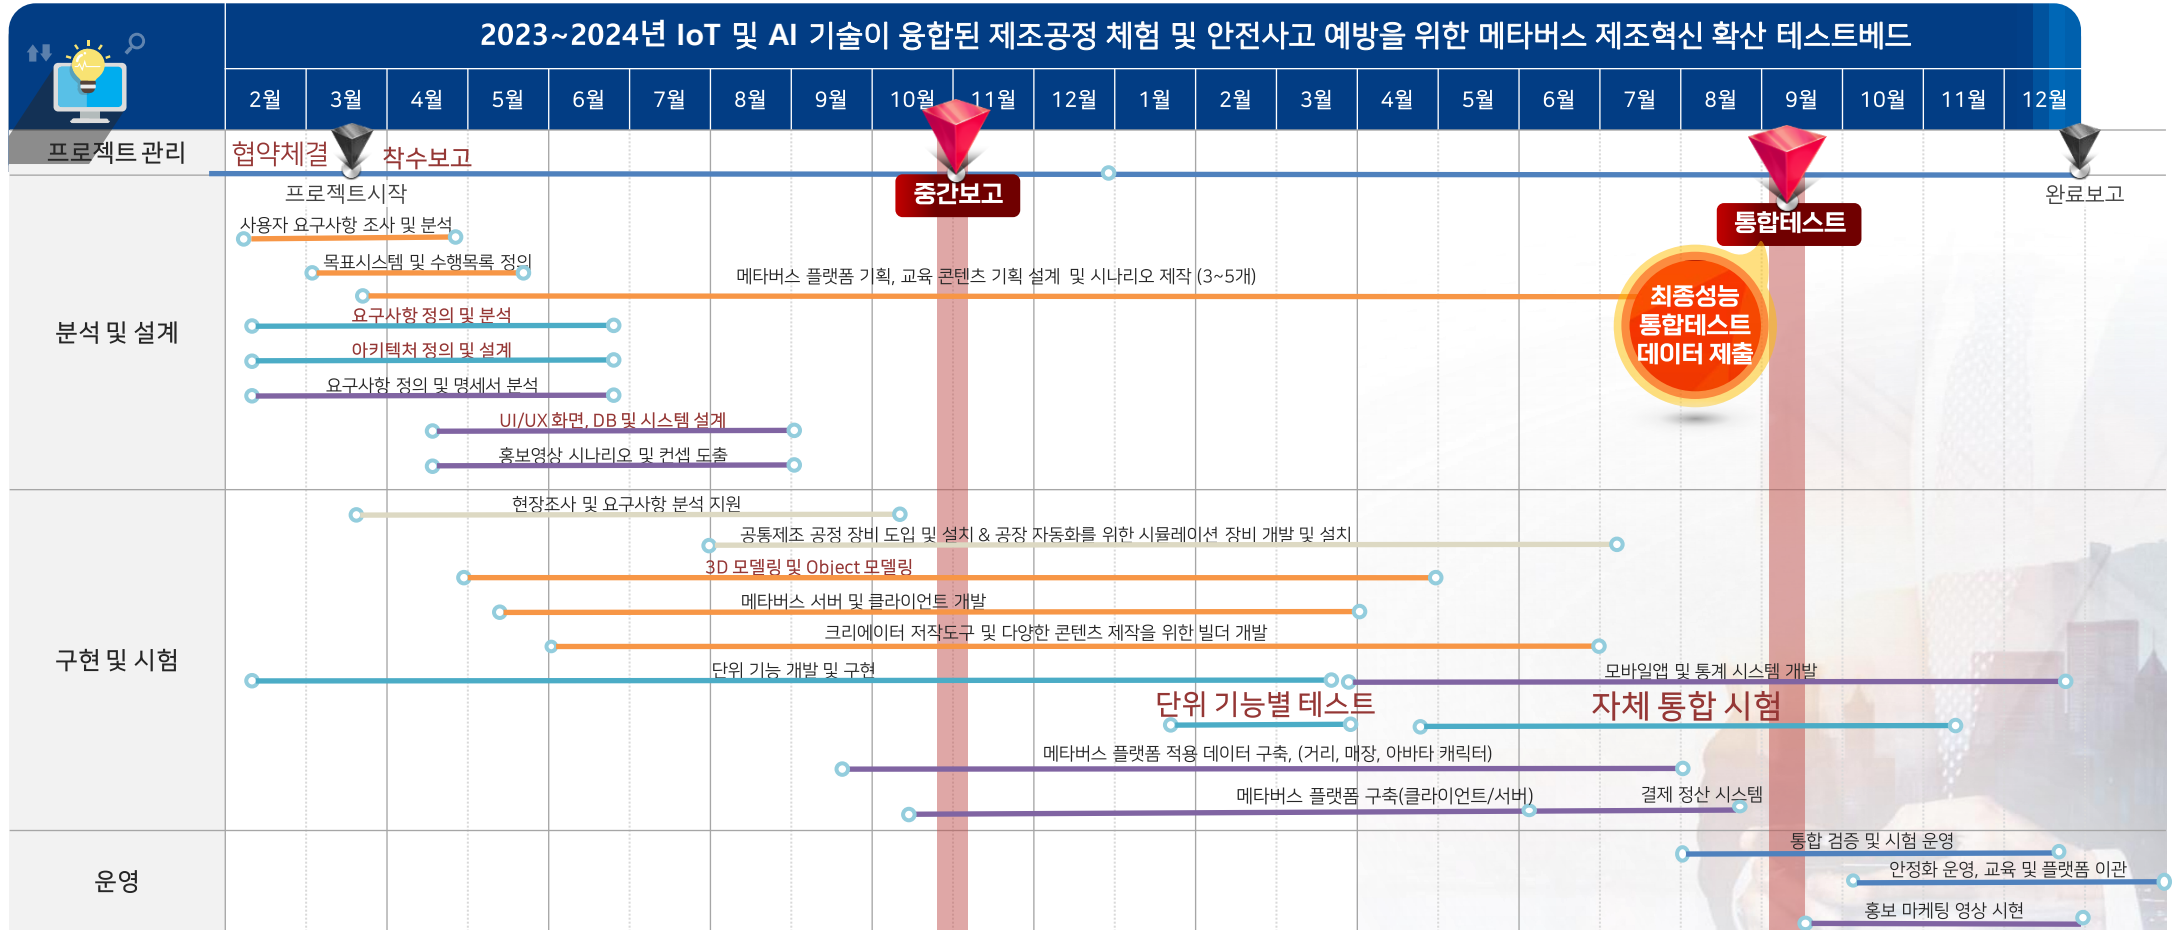 2023~2024년 IoT 및 AI 기술이 융합된 제조공정 체험 및 안전사고 예방을 위한 메타버스 제조혁신 확산 테스트베드
2월 3월 4월 5월 6월 7월 8월 9월 10월 11월 12월 1월 2월 3월 4월 5월 6월 7월 8월 9월 10월 11월 12월
프로젝트 관리
협약체결
착수보고
프로젝트시작
중간보고
통합테스트
완료보고
분석 및 설계
사용자 요구사항 조사 및 분석
목표시스템 및 수행목록 정의
메타버스 플랫폼 기획, 교육 콘텐츠 기획 설계 및 시나리오 제작 (3~5개)
최종성능
통합테스트
데이터 제출
요구사항 정의 및 분석
아키텍처 정의 및 설계
요구사항 정의 및 명세서 분석
UI/UX 화면, DB 및 시스템 설계
홍보영상 시나리오 및 컨셉 도출
구현 및 시험
현장조사 및 요구사항 분석 지원
공통제조 공정 장비 도입 및 설치 & 공장 자동화를 위한 시뮬레이션 장비 개발 및 설치
3D 모델링 및 Object 모델링
메타버스 서버 및 클라이언트 개발
크리에이터 저작도구 및 다양한 콘텐츠 제작을 위한 빌더 개발
단위 기능 개발 및 구현
모바일앱 및 통계 시스템 개발
단위 기능별 테스트
자체 통합 시험
메타버스 플랫폼 적용 데이터 구축, (거리, 매장, 아바타 캐릭터)
메타버스 플랫폼 구축(클라이언트/서버)
결제 정산 시스템
운영
통합 검증 및 시험 운영
안정화 운영, 교육 및 플랫폼 이관
홍보 마케팅 영상 시현